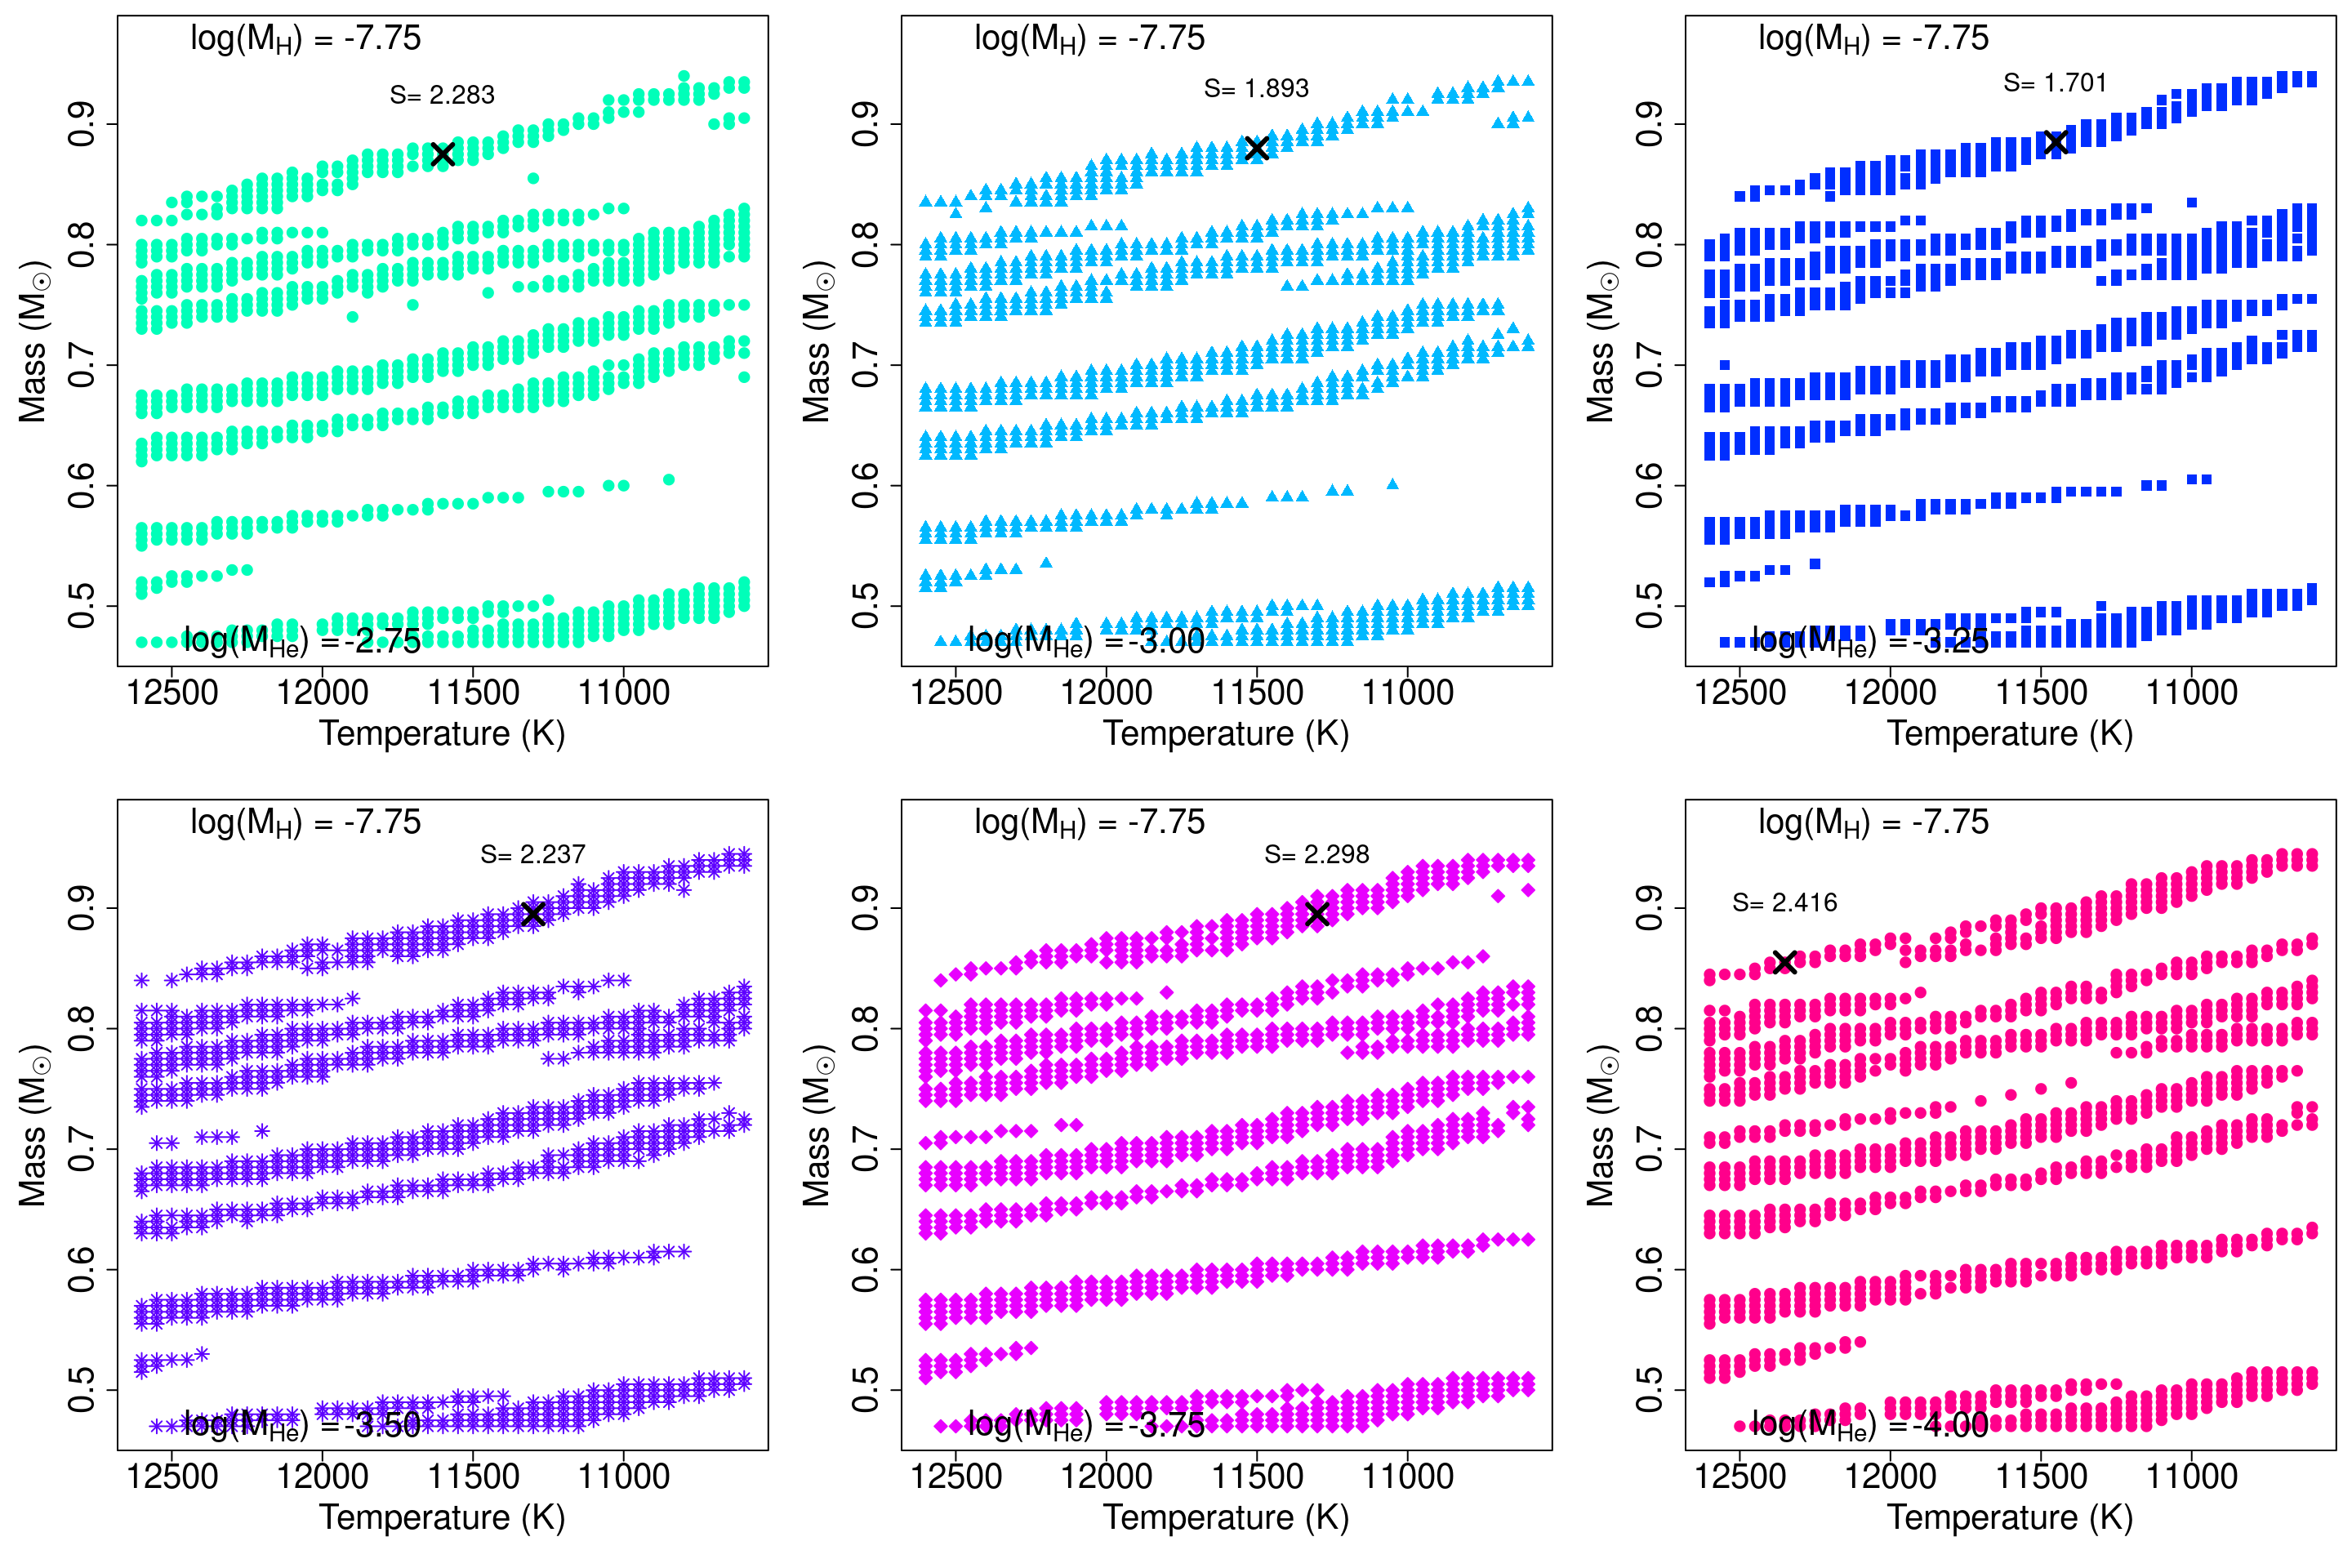 log(M_H) = -7.75
S= 2.283
0.9
0.8
0.7
0.6
0.5
Mass (M☉)
log(M_He) =-2.75
12500 12000 11500 11000
Temperature (K)
log(M_H) = -7.75
S= 1.893
0.9
0.8
0.7
0.6
0.5
Mass (M☉)
log(M_He) =-3.00
12500 12000 11500 11000
Temperature (K)
log(M_H) = -7.75
S= 1.701
0.9
0.8
0.7
0.6
0.5
Mass (M☉)
log(M_He) =-3.25
12500 12000 11500 11000
Temperature (K)
log(M_H) = -7.75
S= 2.237
0.9
0.8
0.7
0.6
0.5
Mass (M☉)
log(M_He) =-3.50
12500 12000 11500 11000
Temperature (K)
log(M_H) = -7.75
S= 2.298
0.9
0.8
0.7
0.6
0.5
Mass (M☉)
log(M_He) =-3.75
12500 12000 11500 11000
Temperature (K)
log(M_H) = -7.75
S= 2.416
0.9
0.8
0.7
0.6
0.5
Mass (M☉)
log(M_He) =-4.00
12500 12000 11500 11000
Temperature (K)